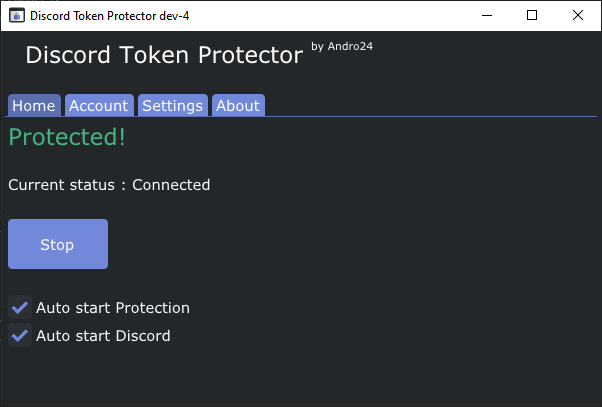 Discord Token Protector dev-4
Discord Token Protector by Andro24
Home Account Settings About
Protected!
Current status : Connected
Stop
Auto start Protection
Auto start Discord